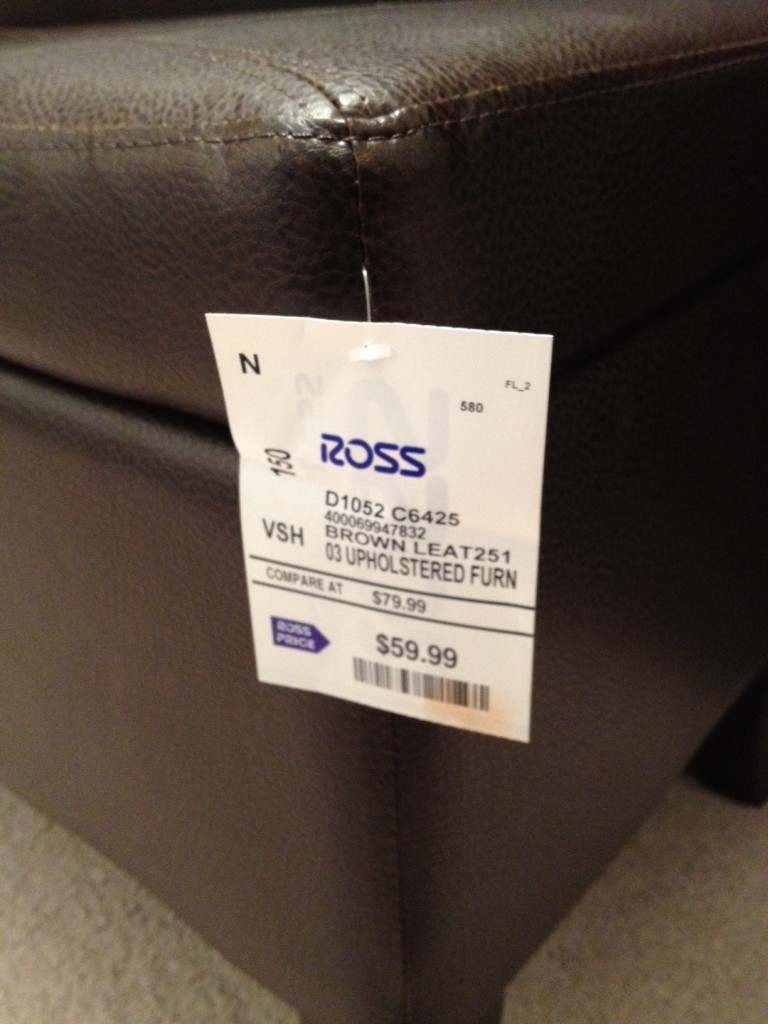 N
FL_2
580
150
ROSS
D1052 C6425
400069947832
VSH
BROWN LEAT251
03 UPHOLSTERED FURN
COMPARE AT $79.99
ROSS
PRICE
$59.99